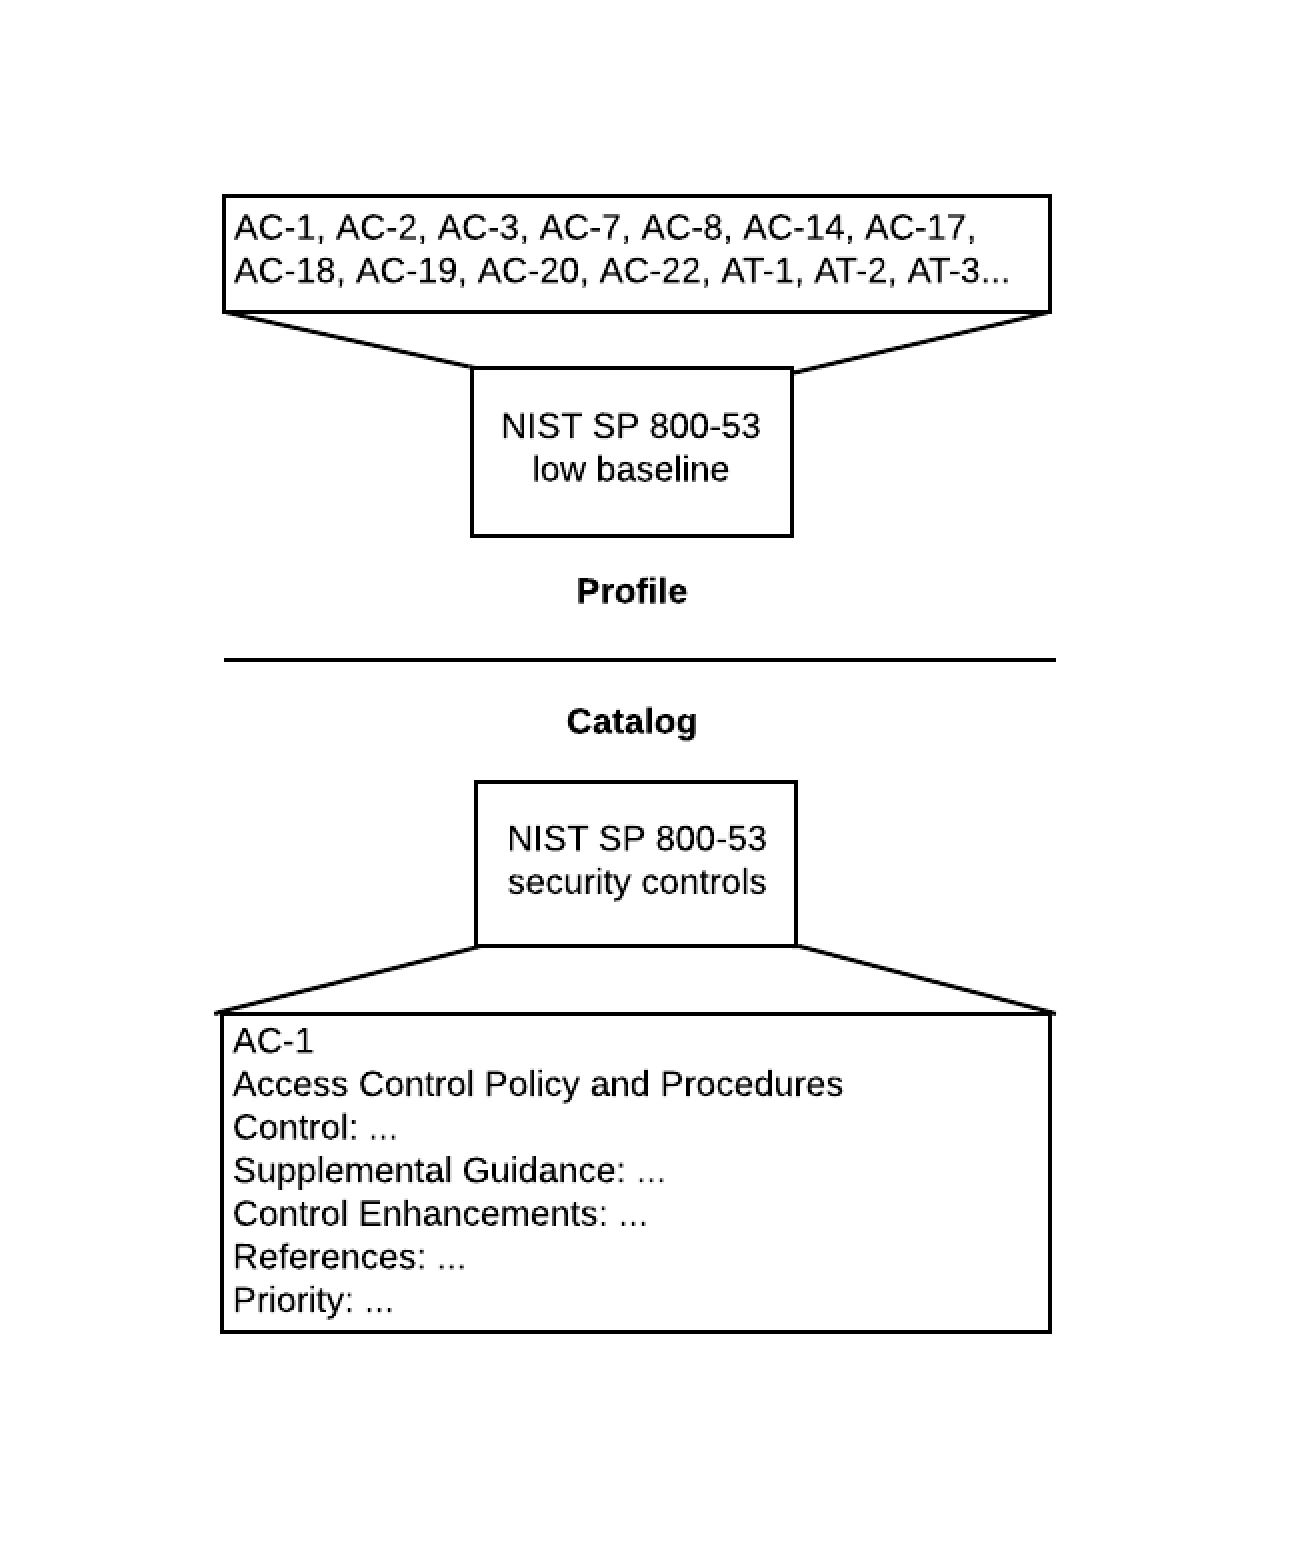 AC-1, AC-2, AC-3, AC-7, AC-8, AC-14, AC-17,
AC-18, AC-19, AC-20, AC-22, AT-1, AT-2, AT-3...
NIST SP 800-53
low baseline
Profile
Catalog
NIST SP 800-53
security controls
AC-1
Access Control Policy and Procedures
Control: ...
Supplemental Guidance: ...
Control Enhancements: ...
References: ...
Priority: ...